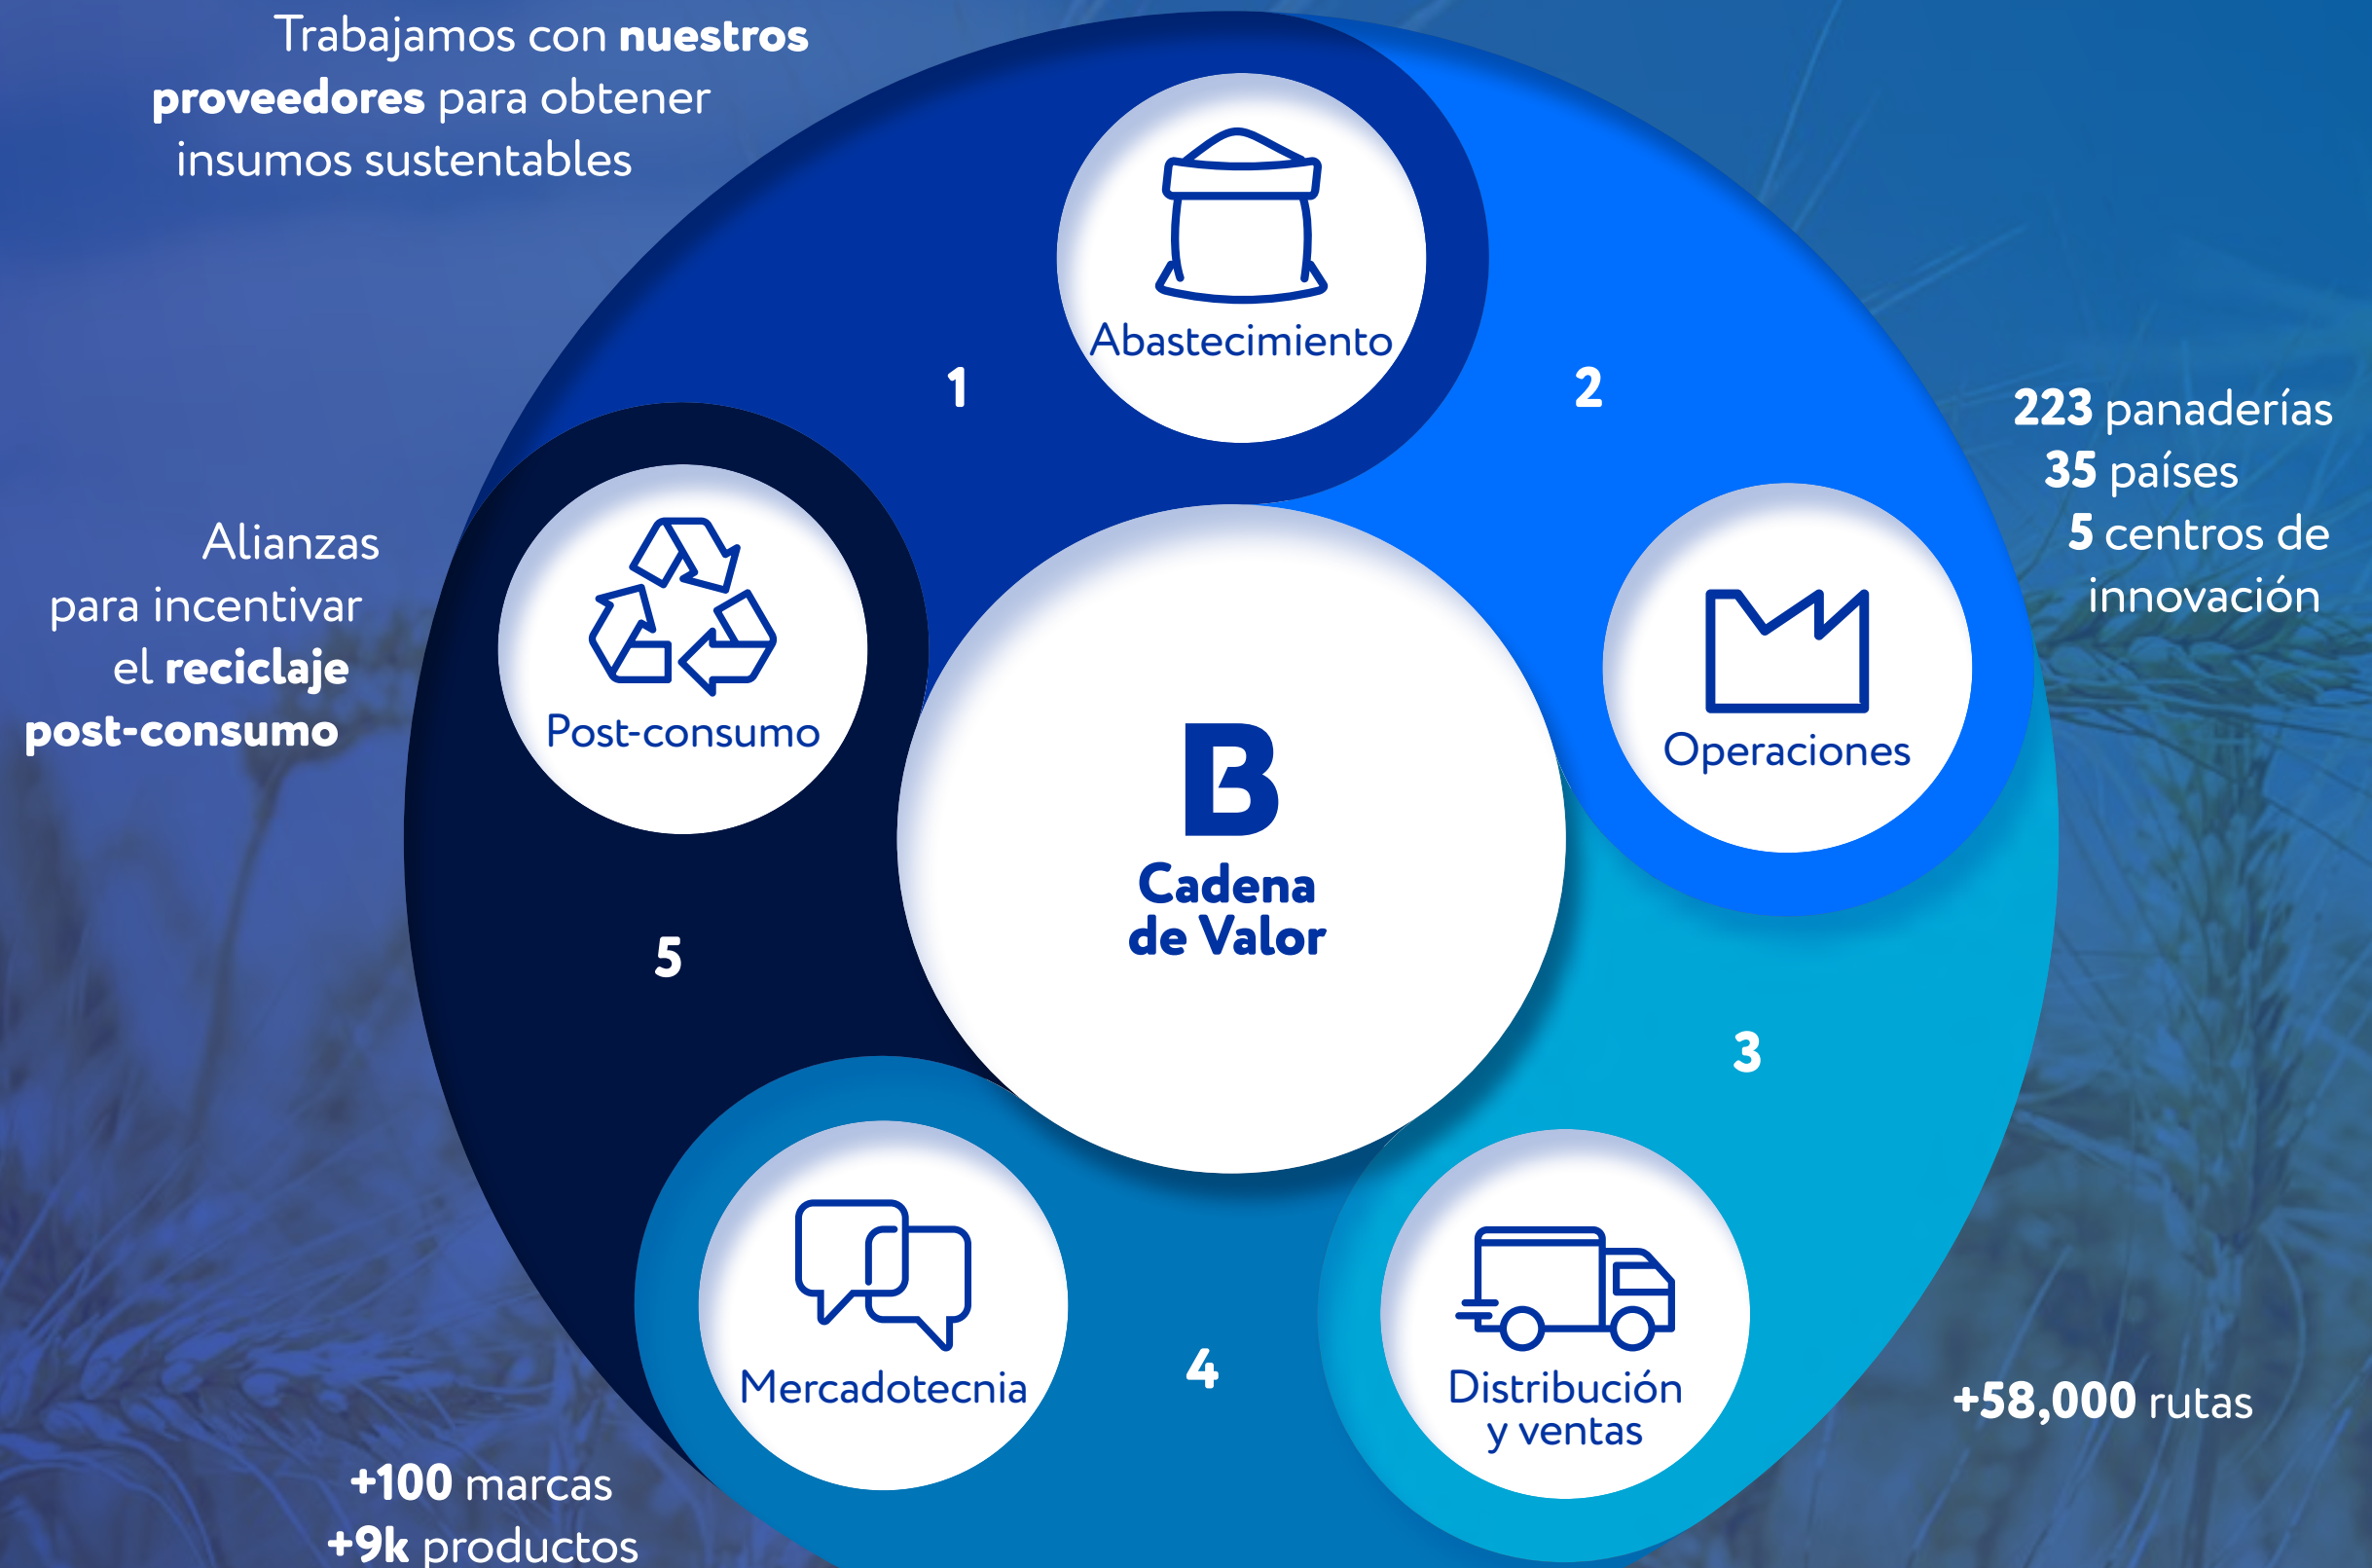 Trabajamos con nuestros
proveedores para obtener
insumos sustentables
Abastecimiento
1
2
223 panaderías
35 países
5 centros de
innovación
Operaciones
Alianzas
para incentivar
el reciclaje
post-consumo
Post-consumo
B
Cadena
de Valor
5
3
Mercadotecnia
4
Distribución
y ventas
+58,000 rutas
+100 marcas
+9k productos